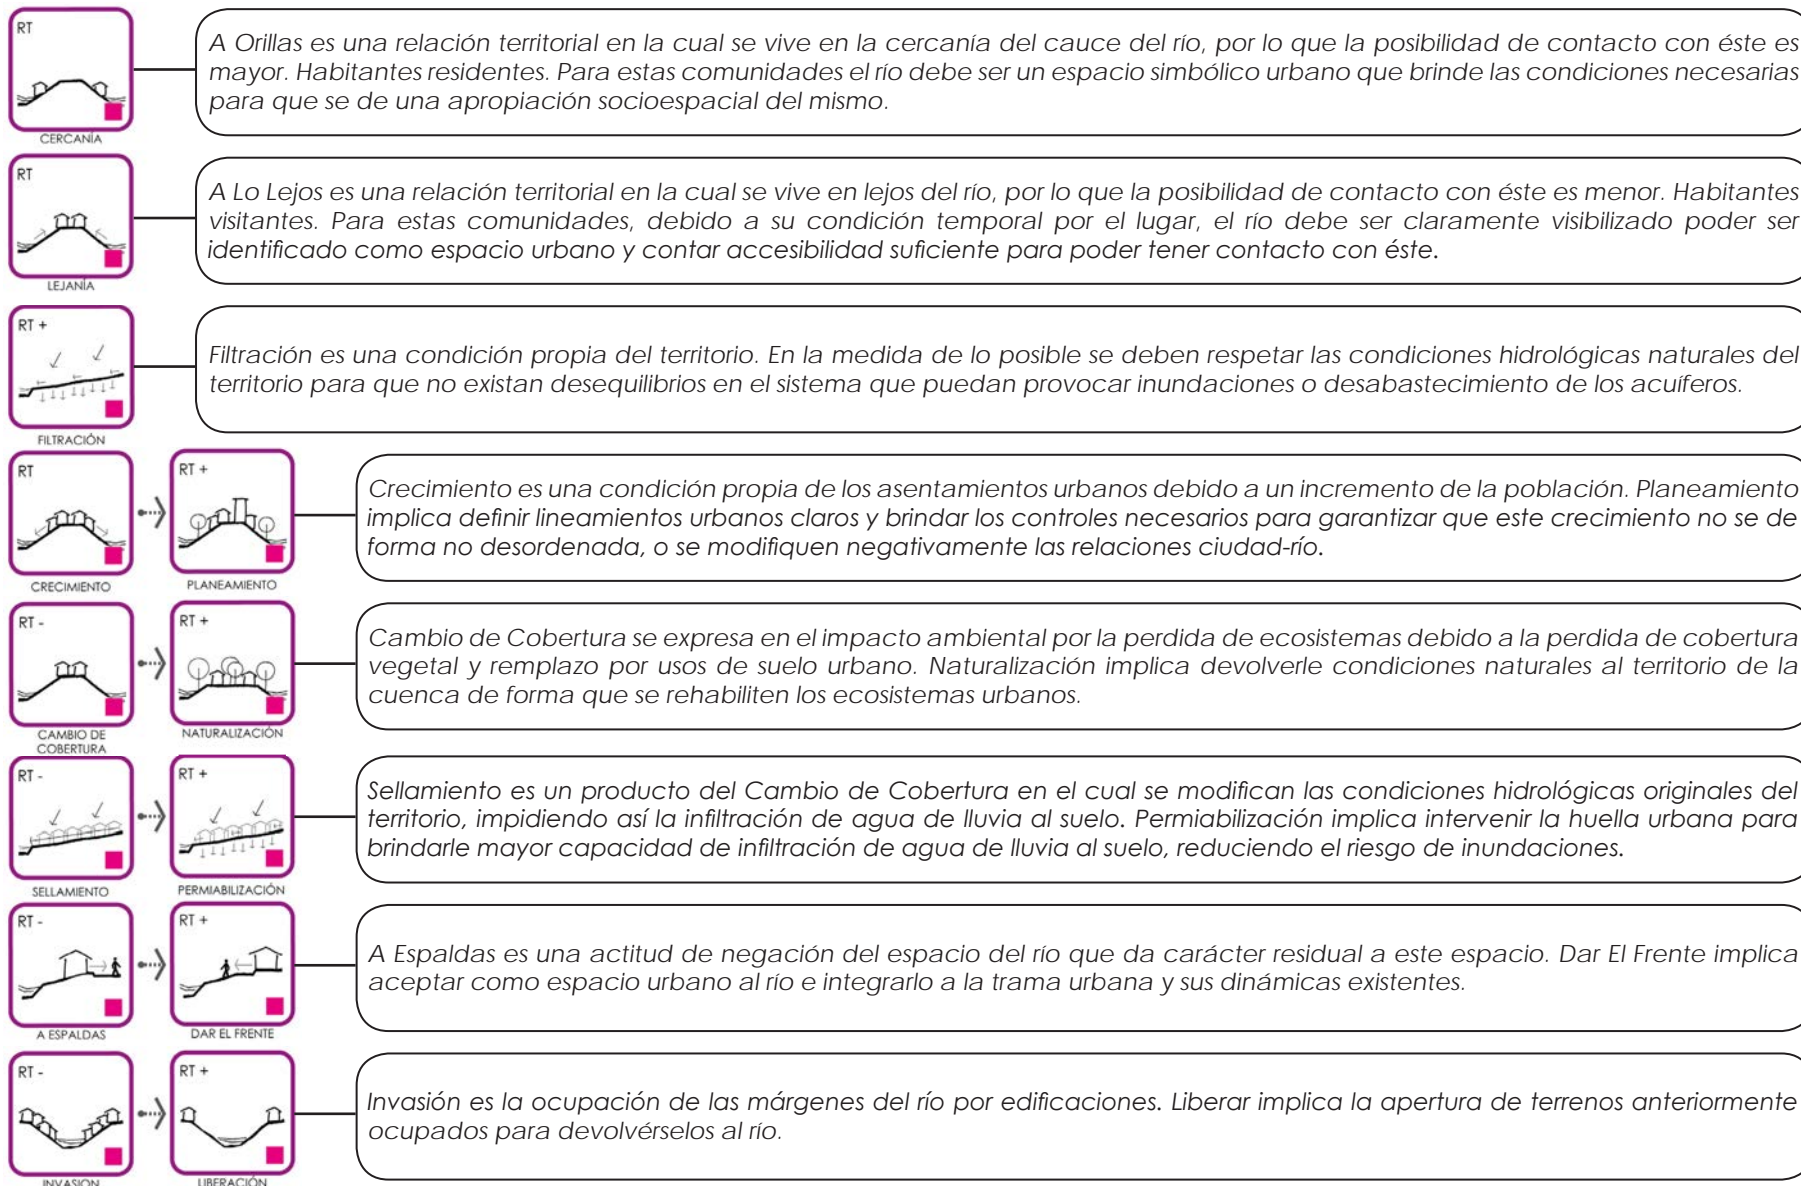 RT
CERCANÍA
A Orillas es una relación territorial en la cual se vive en la cercanía del cauce del río, por lo que la posibilidad de contacto con éste es
mayor. Habitantes residentes. Para estas comunidades el río debe ser un espacio simbólico urbano que brinde las condiciones necesarias
para que se de una apropiación socioespacial del mismo.
RT
LEJANÍA
A Lo Lejos es una relación territorial en la cual se vive en lejos del río, por lo que la posibilidad de contacto con éste es menor. Habitantes
visitantes. Para estas comunidades, debido a su condición temporal por el lugar, el río debe ser claramente visibilizado poder ser
identificado como espacio urbano y contar accesibilidad suficiente para poder tener contacto con éste.
RT +
FILTRACIÓN
Filtración es una condición propia del territorio. En la medida de lo posible se deben respetar las condiciones hidrológicas naturales del
territorio para que no existan desequilibrios en el sistema que puedan provocar inundaciones o desabastecimiento de los acuíferos.
RT
CRECIMIENTO
RT +
PLANEAMIENTO
Crecimiento es una condición propia de los asentamientos urbanos debido a un incremento de la población. Planeamiento
implica definir lineamientos urbanos claros y brindar los controles necesarios para garantizar que este crecimiento no se de
forma no desordenada, o se modifiquen negativamente las relaciones ciudad-río.
RT -
CAMBIO DE
COBERTURA
RT +
NATURALIZACIÓN
Cambio de Cobertura se expresa en el impacto ambiental por la perdida de ecosistemas debido a la perdida de cobertura
vegetal y remplazo por usos de suelo urbano. Naturalización implica devolverle condiciones naturales al territorio de la
cuenca de forma que se rehabiliten los ecosistemas urbanos.
RT -
SELLAMIENTO
RT +
PERMIABILIZACIÓN
Sellamiento es un producto del Cambio de Cobertura en el cual se modifican las condiciones hidrológicas originales del
territorio, impidiendo así la infiltración de agua de lluvia al suelo. Permiabilización implica intervenir la huella urbana para
brindarle mayor capacidad de infiltración de agua de lluvia al suelo, reduciendo el riesgo de inundaciones.
RT -
A ESPALDAS
RT +
DAR EL FRENTE
A Espaldas es una actitud de negación del espacio del río que da carácter residual a este espacio. Dar El Frente implica
aceptar como espacio urbano al río e integrarlo a la trama urbana y sus dinámicas existentes.
RT -
INVASION
RT +
LIBERACIÓN
Invasión es la ocupación de las márgenes del río por edificaciones. Liberar implica la apertura de terrenos anteriormente
ocupados para devolvérselos al río.